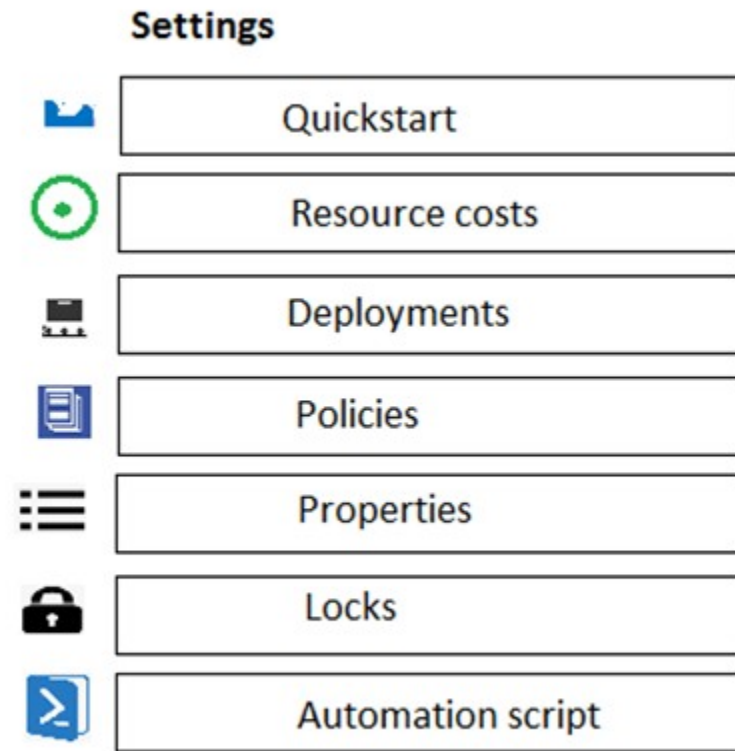 Settings
Quickstart
Resource costs
Deployments
Policies
Properties
Locks
Automation script